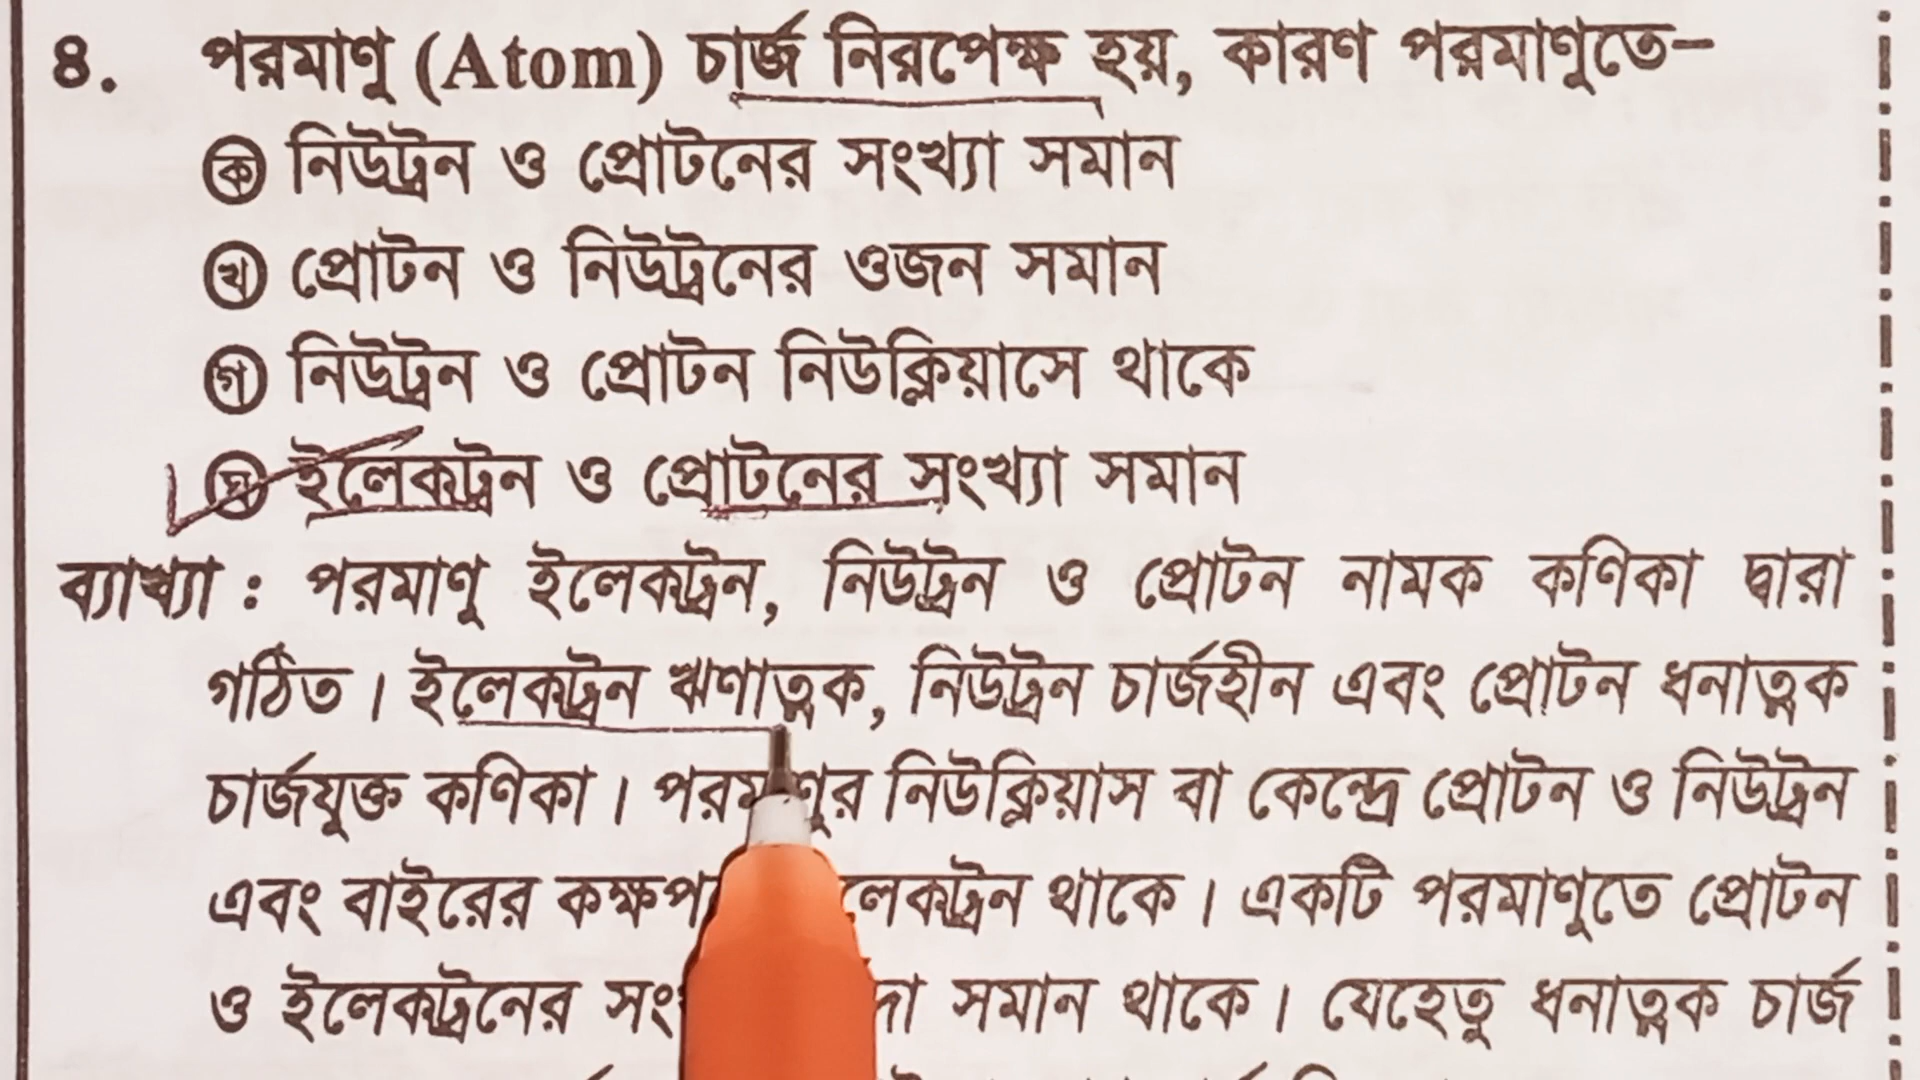 ৪. পরমাণু (Atom) চার্জ নিরপেক্ষ হয়, কারণ পরমাণুতে–
ক নিউট্রন ও প্রোটনের সংখ্যা সমান
খ প্রোটন ও নিউট্রনের ওজন সমান
গ নিউট্রন ও প্রোটন নিউক্লিয়াসে থাকে
ঘ ইলেকট্রন ও প্রোটনের সংখ্যা সমান
ব্যাখ্যা : পরমাণু ইলেকট্রন, নিউট্রন ও প্রোটন নামক কণিকা দ্বারা
গঠিত। ইলেকট্রন ঋণাত্মক, নিউট্রন চার্জহীন এবং প্রোটন ধনাত্মক
চার্জযুক্ত কণিকা। নিউক্লিয়াস বা কেন্দ্রে প্রোটন ও নিউট্রন
এবং বাইরের থাকে। একটি পরমাণুতে প্রোটন
ও ইলেকট্রনের সমান থাকে। যেহেতু ধনাত্মক চার্জ